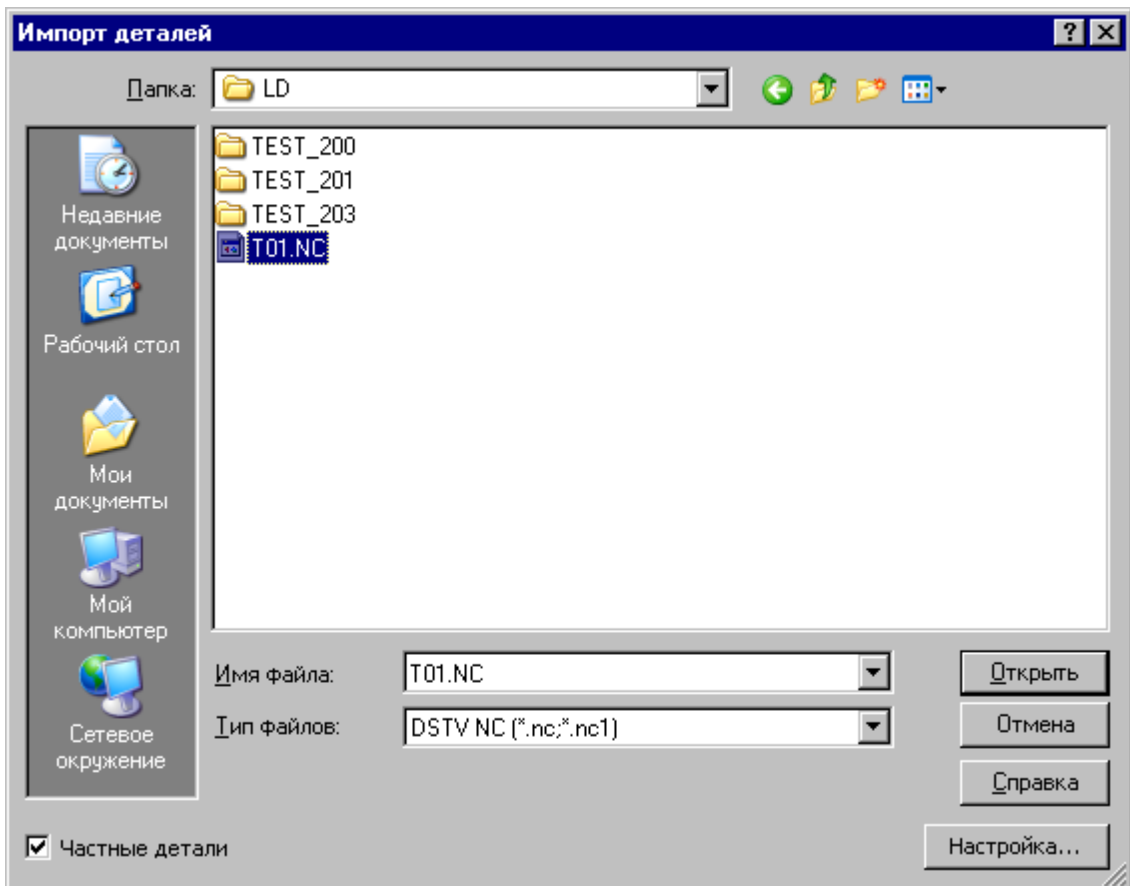 Импорт деталей
Папка: LD
TEST_200
TEST_201
TEST_203
T01.NC
Недавние
документы
Рабочий стол
Мои
документы
Мой
компьютер
Сетевое
окружение
Имя файла: T01.NC
Открыть
Тип файлов: DSTV NC (*.nc;*.nc1)
Отмена
Справка
Частные детали
Настройка...